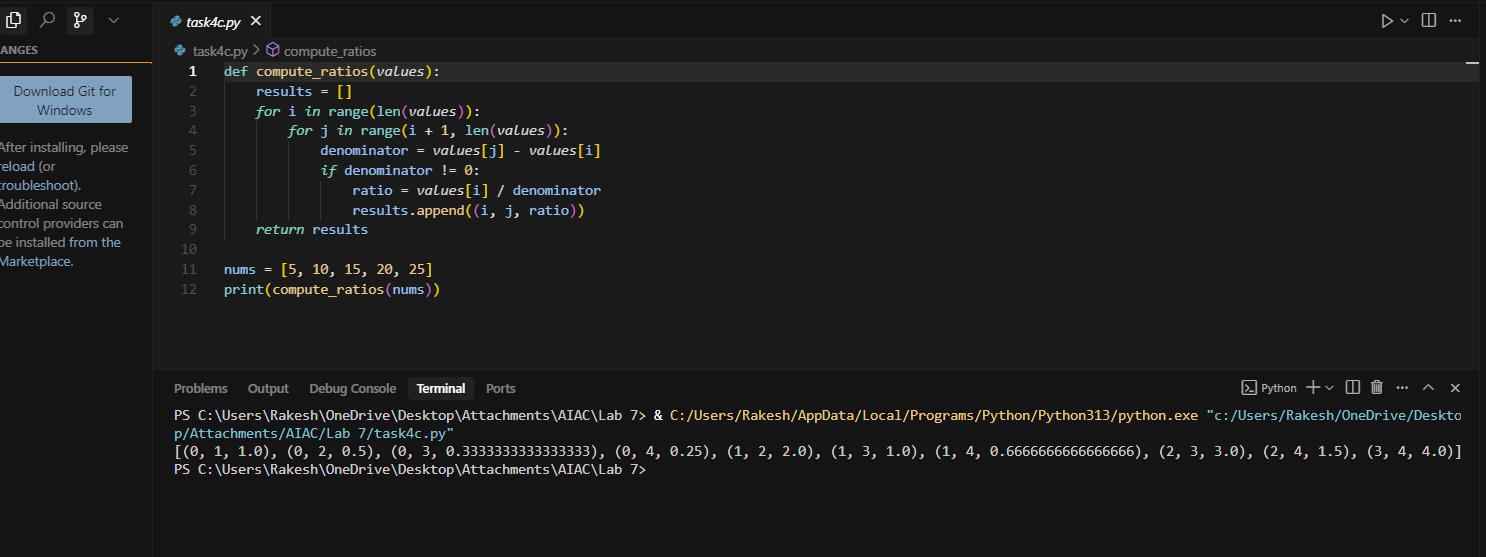 task4c.py
ANGES
task4c.py > compute_ratios
Download Git for
Windows
After installing, please
reload (or
troubleshoot).
Additional source
control providers can
be installed from the
Marketplace.
1 def compute_ratios(values):
2     results = []
3     for i in range(len(values)):
4         for j in range(i + 1, len(values)):
5             denominator = values[j] - values[i]
6             if denominator != 0:
7                 ratio = values[i] / denominator
8                 results.append((i, j, ratio))
9     return results
10
11 nums = [5, 10, 15, 20, 25]
12 print(compute_ratios(nums))
Problems Output Debug Console Terminal Ports
Python
PS C:\Users\Rakesh\OneDrive\Desktop\Attachments\AIAC\Lab 7> & C:/Users/Rakesh/AppData/Local/Programs/Python/Python313/python.exe "c:/Users/Rakesh/OneDrive/Deskto
p/Attachments/AIAC/Lab 7/task4c.py"
[(0, 1, 1.0), (0, 2, 0.5), (0, 3, 0.3333333333333333), (0, 4, 0.25), (1, 2, 2.0), (1, 3, 1.0), (1, 4, 0.6666666666666666), (2, 3, 3.0), (2, 4, 1.5), (3, 4, 4.0)]
PS C:\Users\Rakesh\OneDrive\Desktop\Attachments\AIAC\Lab 7>